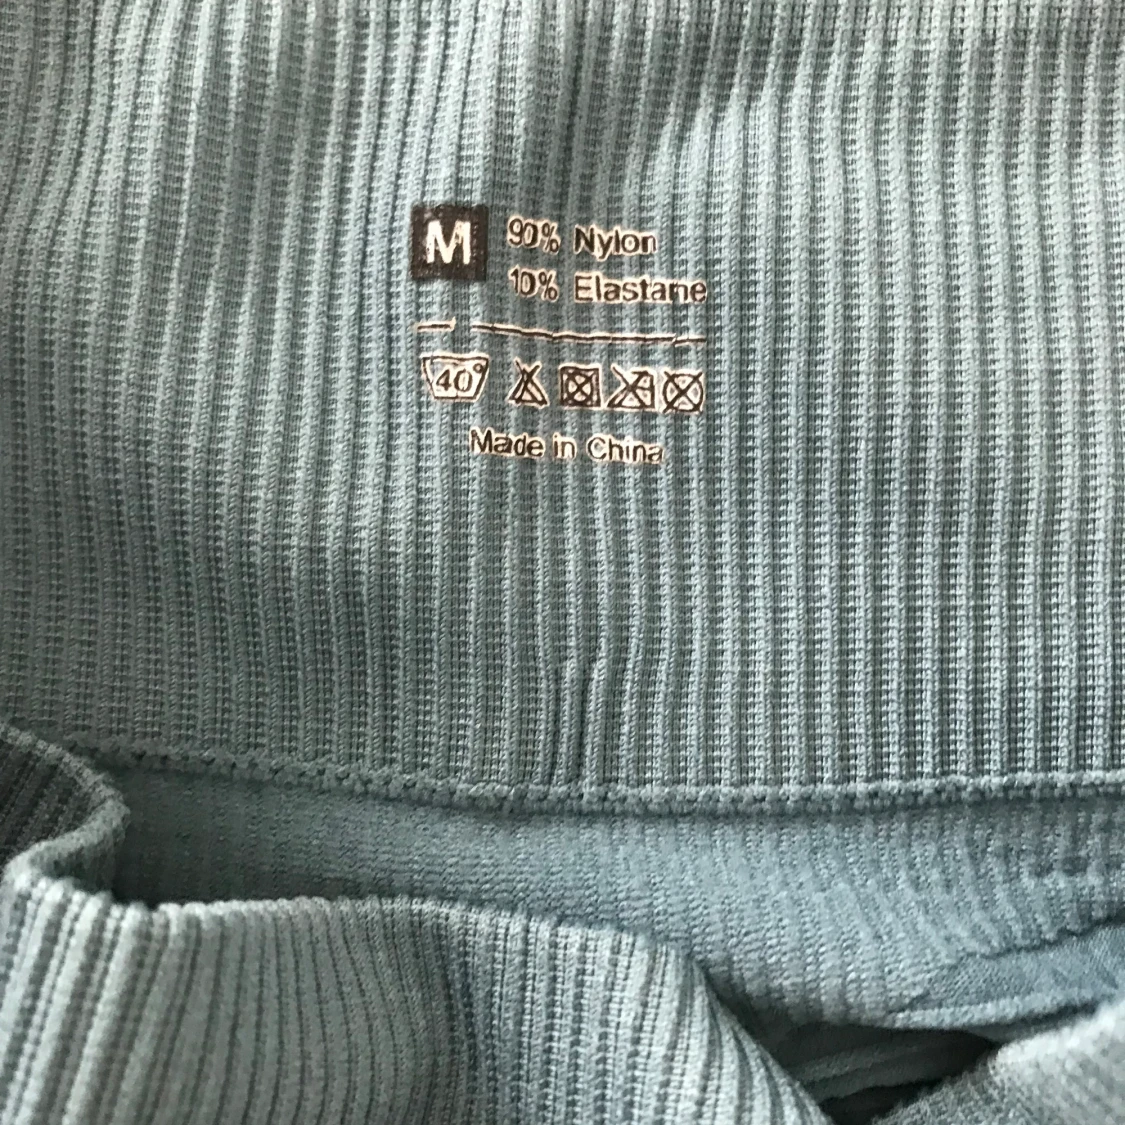 M 90% Nylon
10% Elastane
40°
Made in China